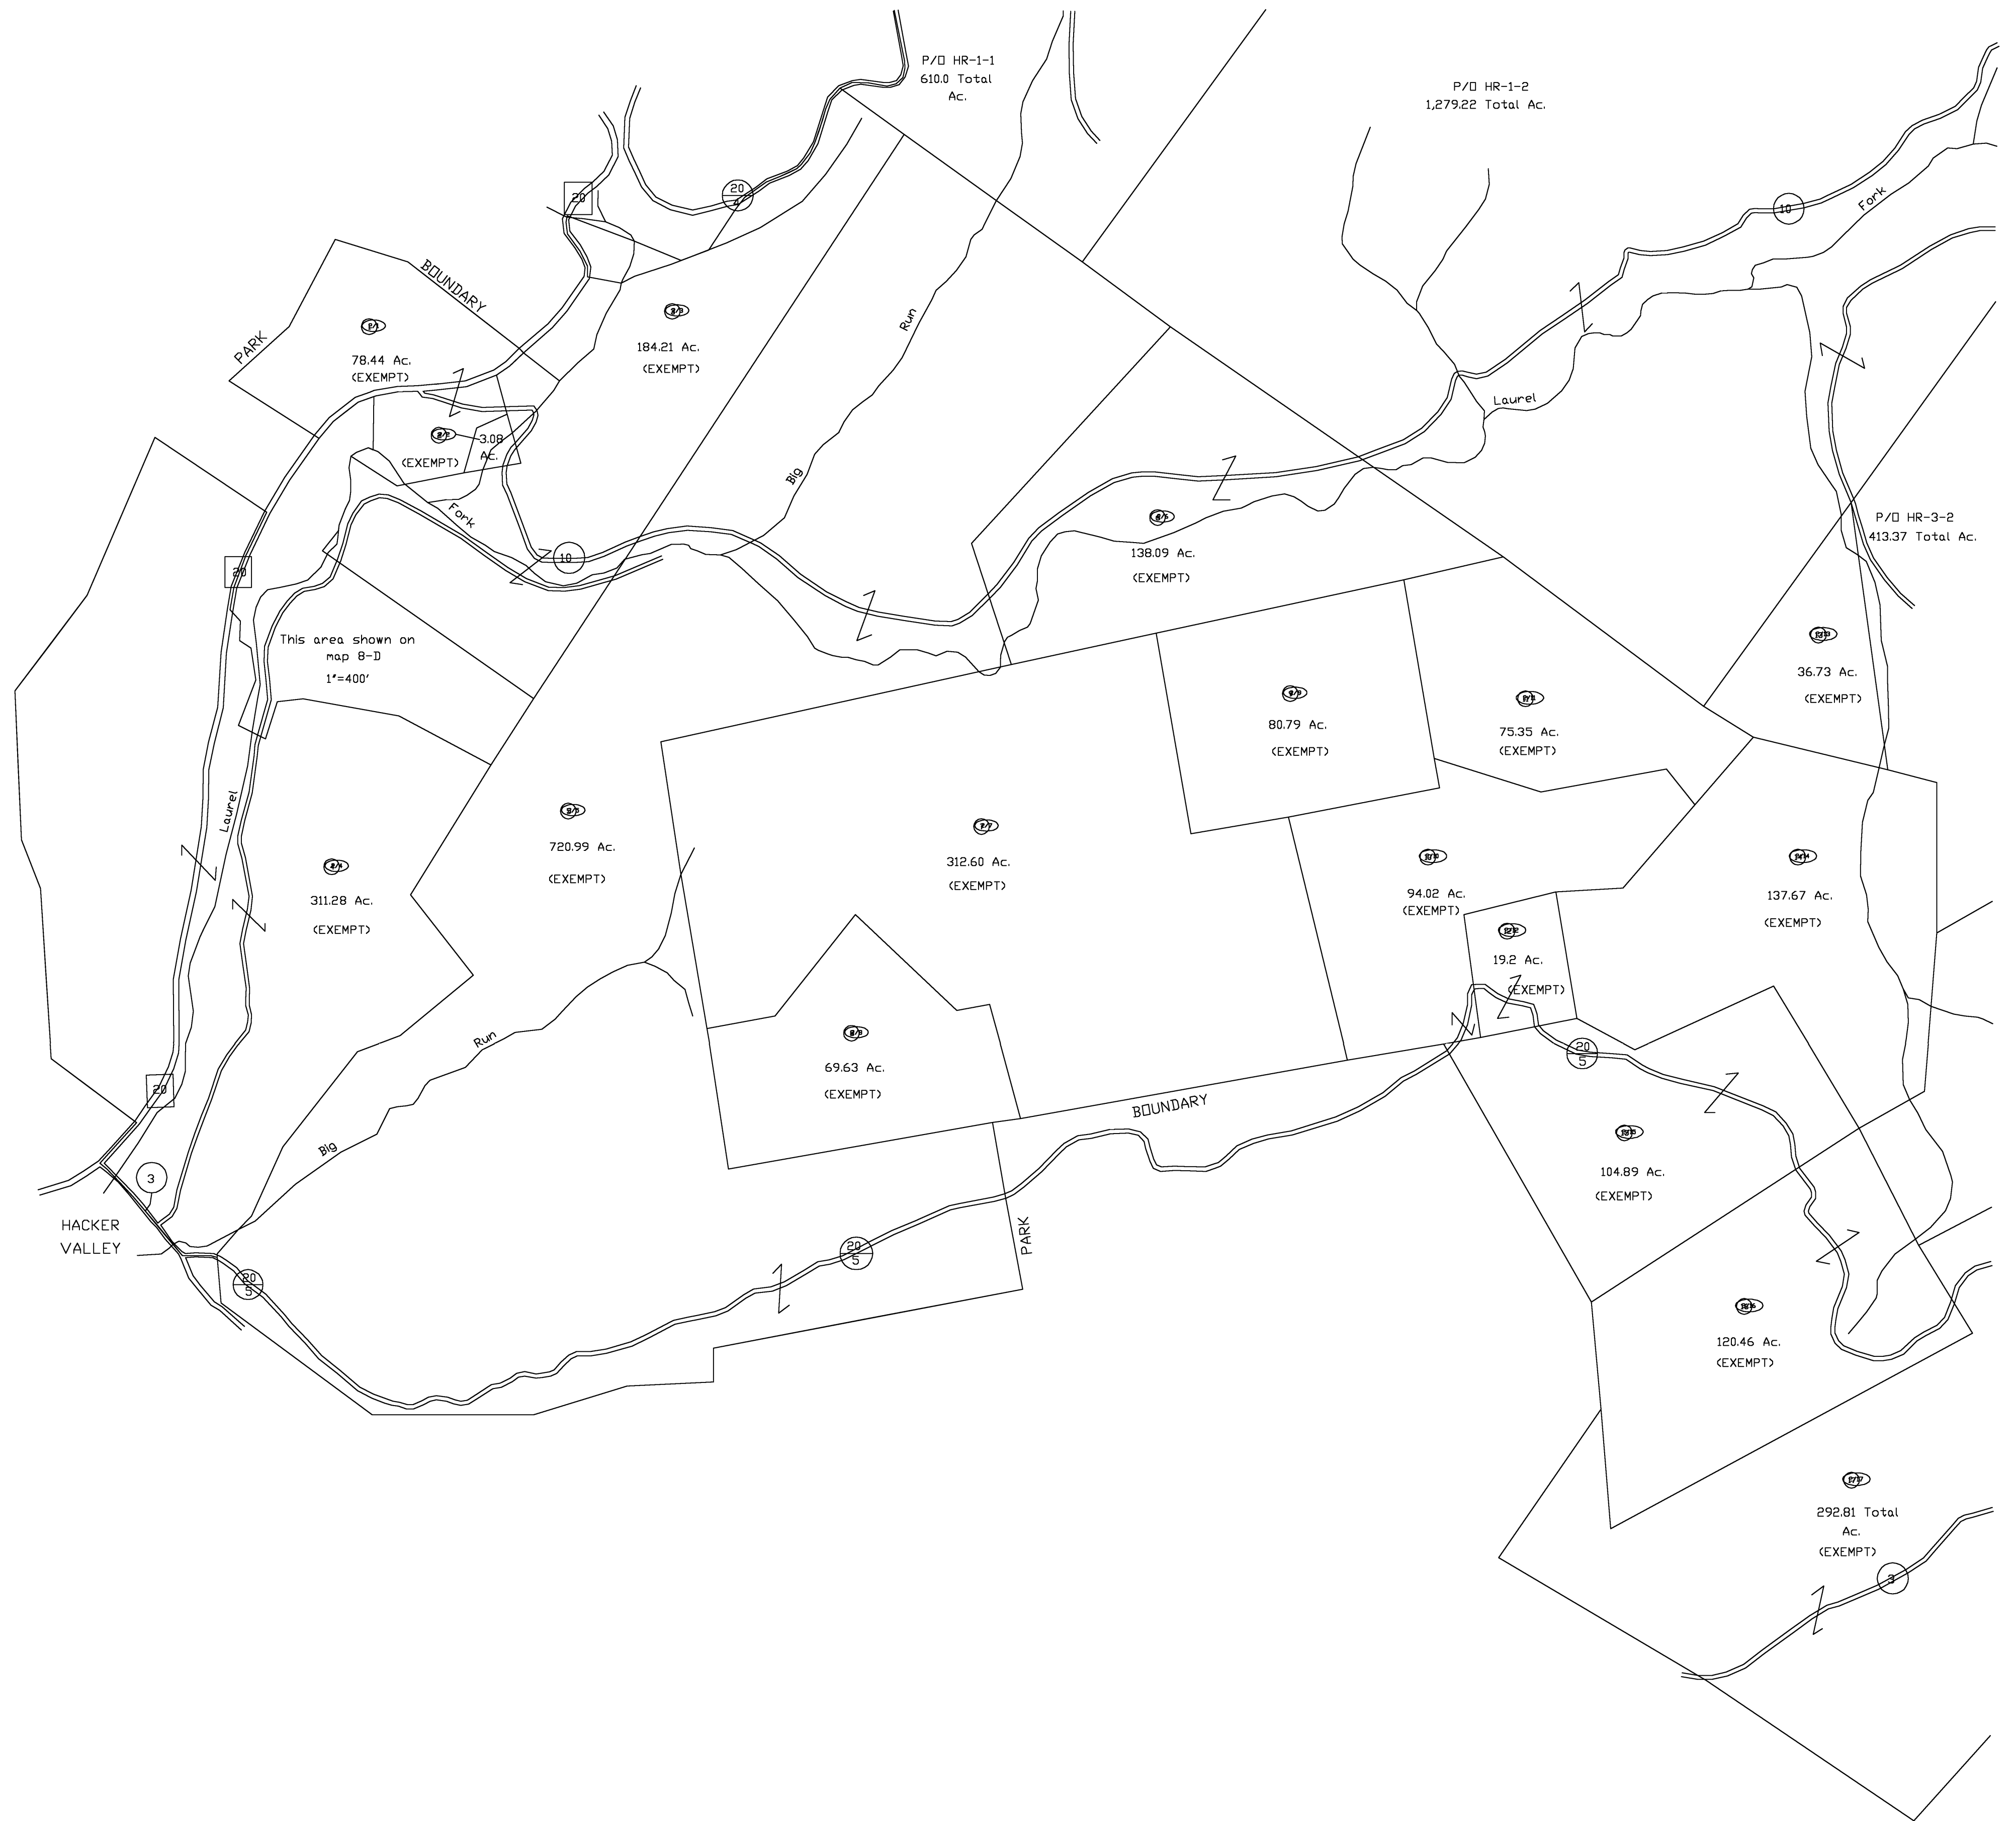 P/O HR-1-1
610.0 Total
Ac.
P/O HR-1-2
1,279.22 Total Ac.
20
20
4
10
Fork
BOUNDARY
PARK
78.44 Ac.
(EXEMPT)
184.21 Ac.
(EXEMPT)
Run
Laurel
3.08
Ac.
(EXEMPT)
Big
Fork
10
138.09 Ac.
(EXEMPT)
P/O HR-3-2
413.37 Total Ac.
20
This area shown on
map 8-D
1"=400'
36.73 Ac.
(EXEMPT)
80.79 Ac.
(EXEMPT)
75.35 Ac.
(EXEMPT)
Laurel
720.99 Ac.
(EXEMPT)
312.60 Ac.
(EXEMPT)
311.28 Ac.
(EXEMPT)
94.02 Ac.
(EXEMPT)
137.67 Ac.
(EXEMPT)
19.2 Ac.
(EXEMPT)
Run
69.63 Ac.
(EXEMPT)
20
5
20
BOUNDARY
Big
104.89 Ac.
(EXEMPT)
3
HACKER
VALLEY
PARK
20
5
20
5
120.46 Ac.
(EXEMPT)
292.81 Total
Ac.
(EXEMPT)
3